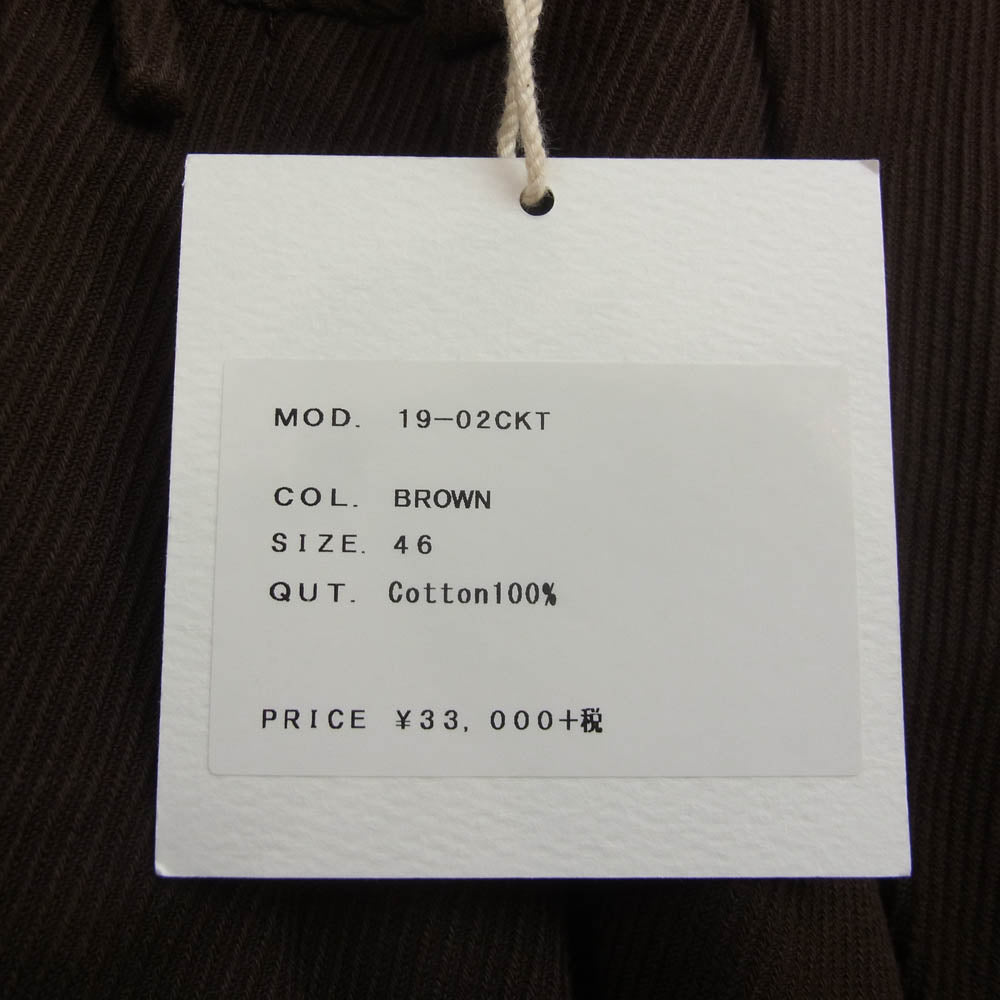 MOD. 19-02CKT
COL. BROWN
SIZE. 46
QUT. Cotton100%
PRICE ¥33,000+税